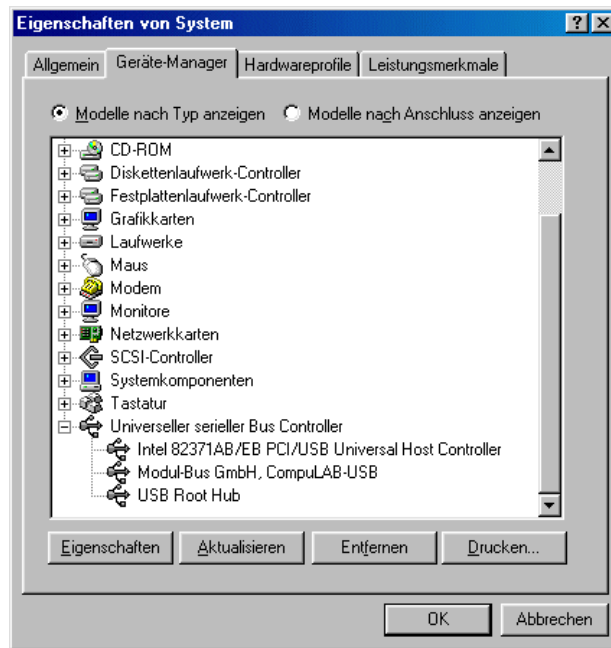 Eigenschaften von System
Allgemein Geräte-Manager Hardwareprofile Leistungsmerkmale
Modelle nach Typ anzeigen Modelle nach Anschluss anzeigen
CD-ROM
Diskettenlaufwerk-Controller
Festplattenlaufwerk-Controller
Grafikkarten
Laufwerke
Maus
Modem
Monitore
Netzwerkkarten
SCSI-Controller
Systemkomponenten
Tastatur
Universeller serieller Bus Controller
Intel 82371AB/EB PCI/USB Universal Host Controller
Modul-Bus GmbH, CompuLAB-USB
USB Root Hub
Eigenschaften Aktualisieren Entfernen Drucken...
OK Abbrechen